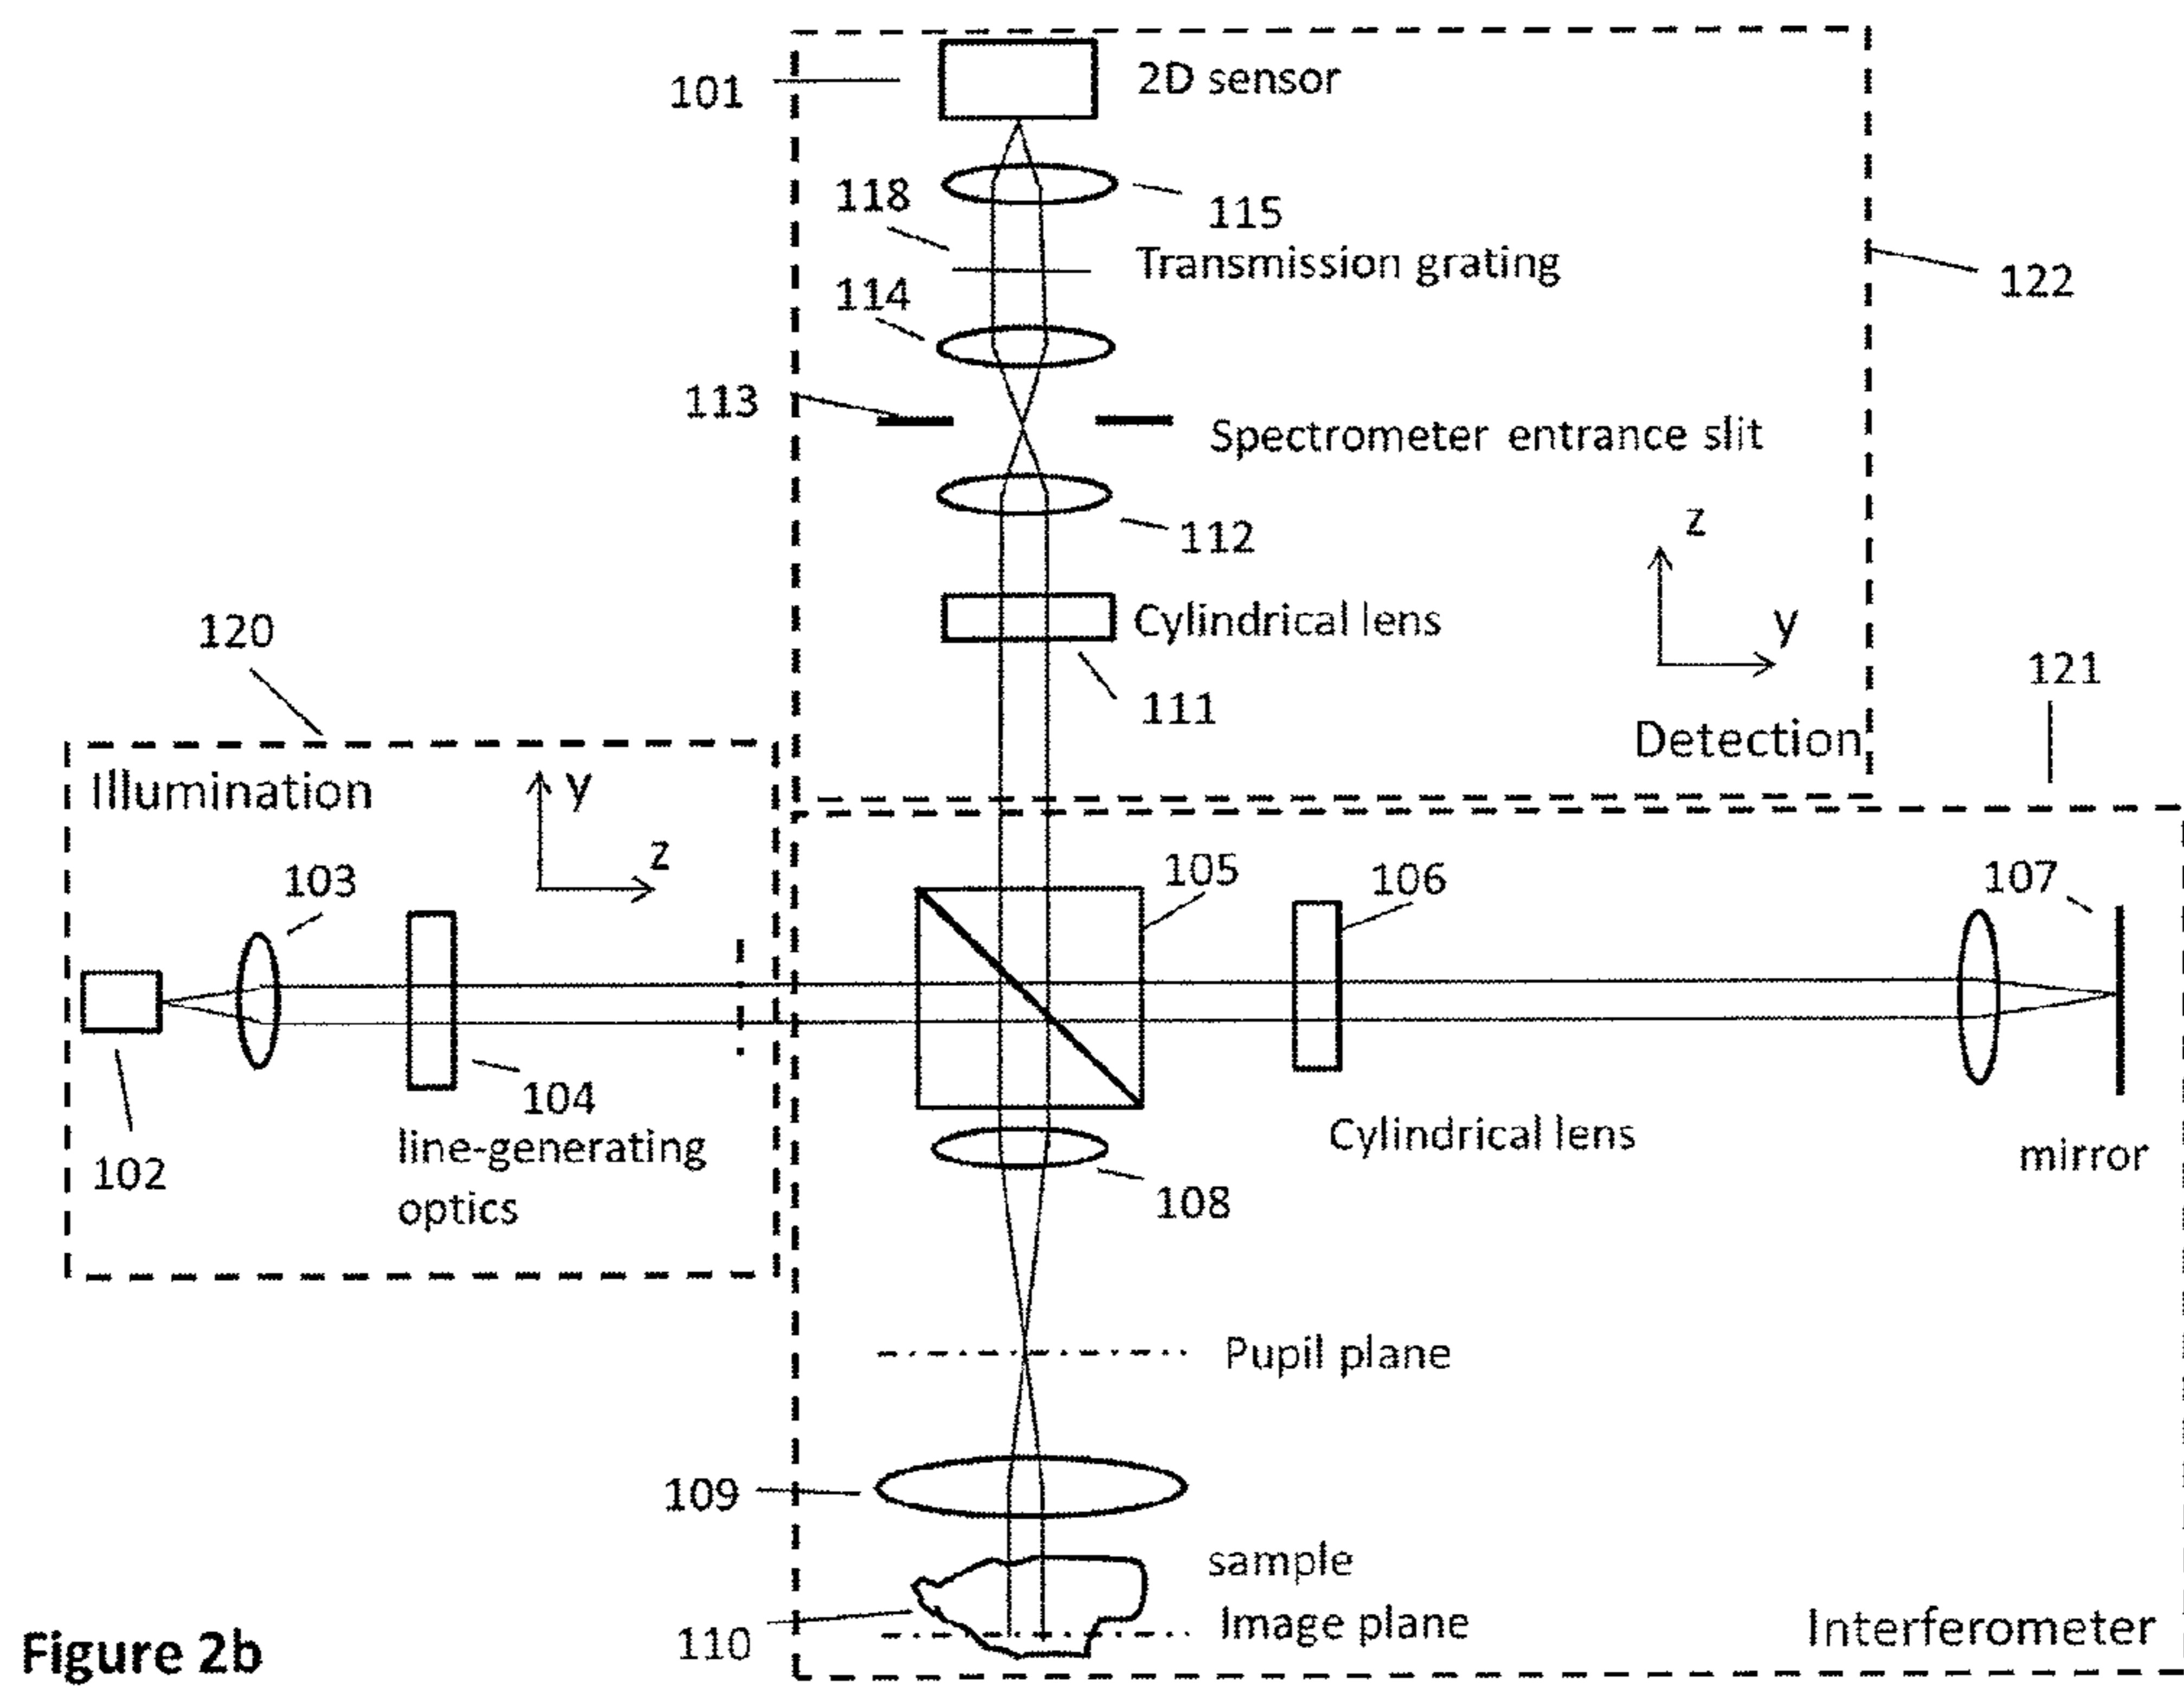 101
2D sensor
118
115
Transmission grating
122
114
113
Spectrometer entrance slit
112
z
y
Cylindrical lens
111
120
121
Detection
Illumination
y
z
103
105
106
107
104
line-generating
optics
102
Cylindrical lens
mirror
108
Pupil plane
109
sample
Image plane
110
Interferometer
Figure 2b